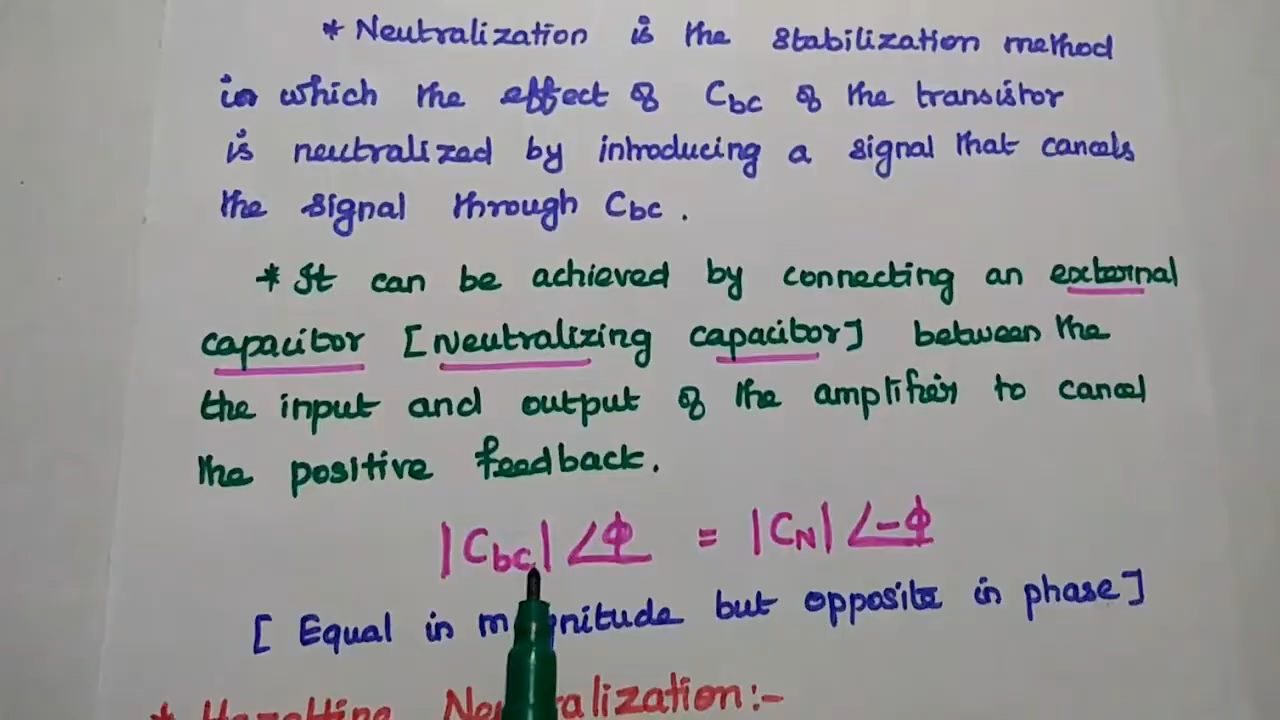 * Neutralization is the stabilization method
in which the effect of Cbc of the transistor
is neutralized by introducing a signal that cancels
the signal through Cbc.
* It can be achieved by connecting an external
capacitor [Neutralizing capacitor] between the
the input and output of the amplifier to cancel
the positive feedback.
|Cbc| ∠ϕ = |CN| ∠-ϕ
[ Equal in magnitude but opposite in phase]
* Neutralization:-